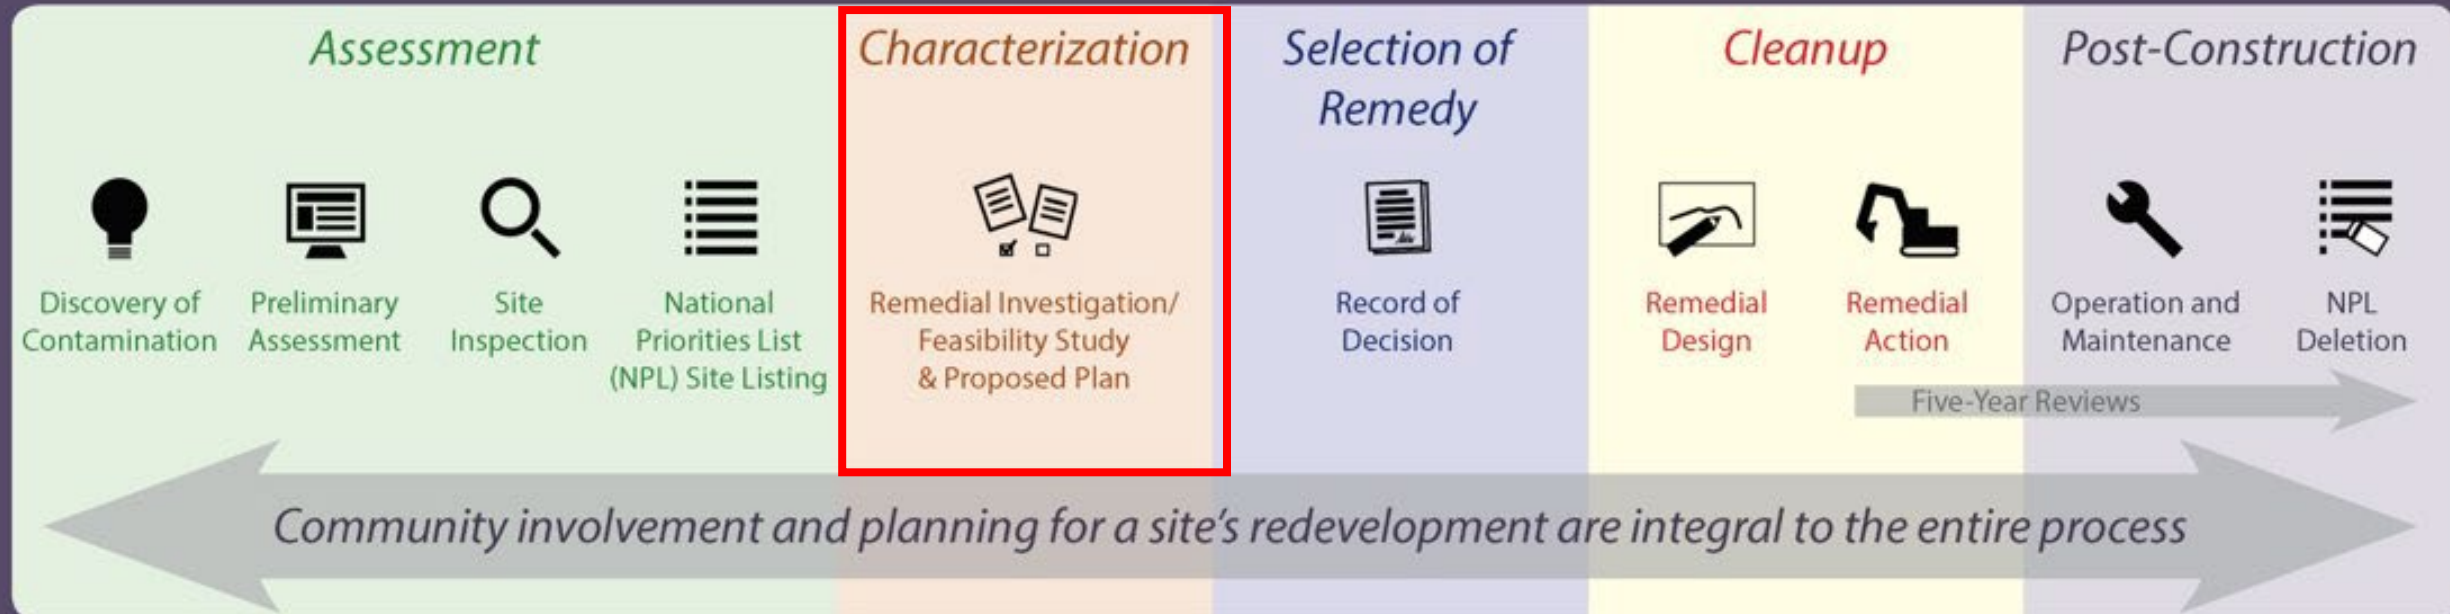 Assessment
Discovery of
Contamination
Preliminary
Assessment
Site
Inspection
National
Priorities List
(NPL) Site Listing
Characterization
Remedial Investigation/
Feasibility Study
& Proposed Plan
Selection of
Remedy
Record of
Decision
Cleanup
Remedial
Design
Remedial
Action
Post-Construction
Operation and
Maintenance
NPL
Deletion
Five-Year Reviews
Community involvement and planning for a site's redevelopment are integral to the entire process